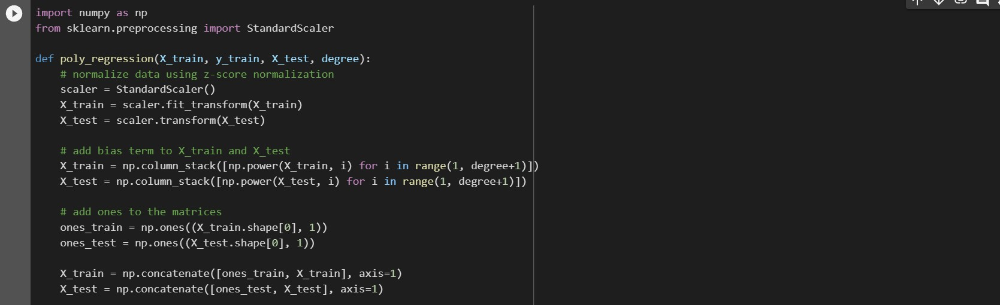 import numpy as np
from sklearn.preprocessing import StandardScaler

def poly_regression(X_train, y_train, X_test, degree):
    # normalize data using z-score normalization
    scaler = StandardScaler()
    X_train = scaler.fit_transform(X_train)
    X_test = scaler.transform(X_test)

    # add bias term to X_train and X_test
    X_train = np.column_stack([np.power(X_train, i) for i in range(1, degree+1)])
    X_test = np.column_stack([np.power(X_test, i) for i in range(1, degree+1)])

    # add ones to the matrices
    ones_train = np.ones((X_train.shape[0], 1))
    ones_test = np.ones((X_test.shape[0], 1))

    X_train = np.concatenate([ones_train, X_train], axis=1)
    X_test = np.concatenate([ones_test, X_test], axis=1)